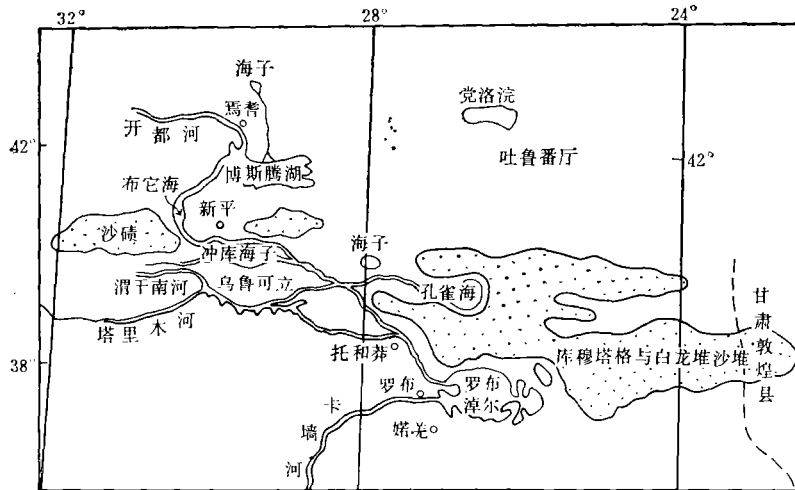 32°
28°
24°
海子
党洛浣
焉耆
开都河
42°
42°
吐鲁番厅
博斯腾湖
布它海
新平
沙碛
海子
冲库海子
渭干南河
乌鲁可立
孔雀海
塔里木河
甘肃敦煌县
托和莽
库穆塔格与白龙堆沙堆
38°
罗布
罗布
淖尔
卡墙河
婼羌